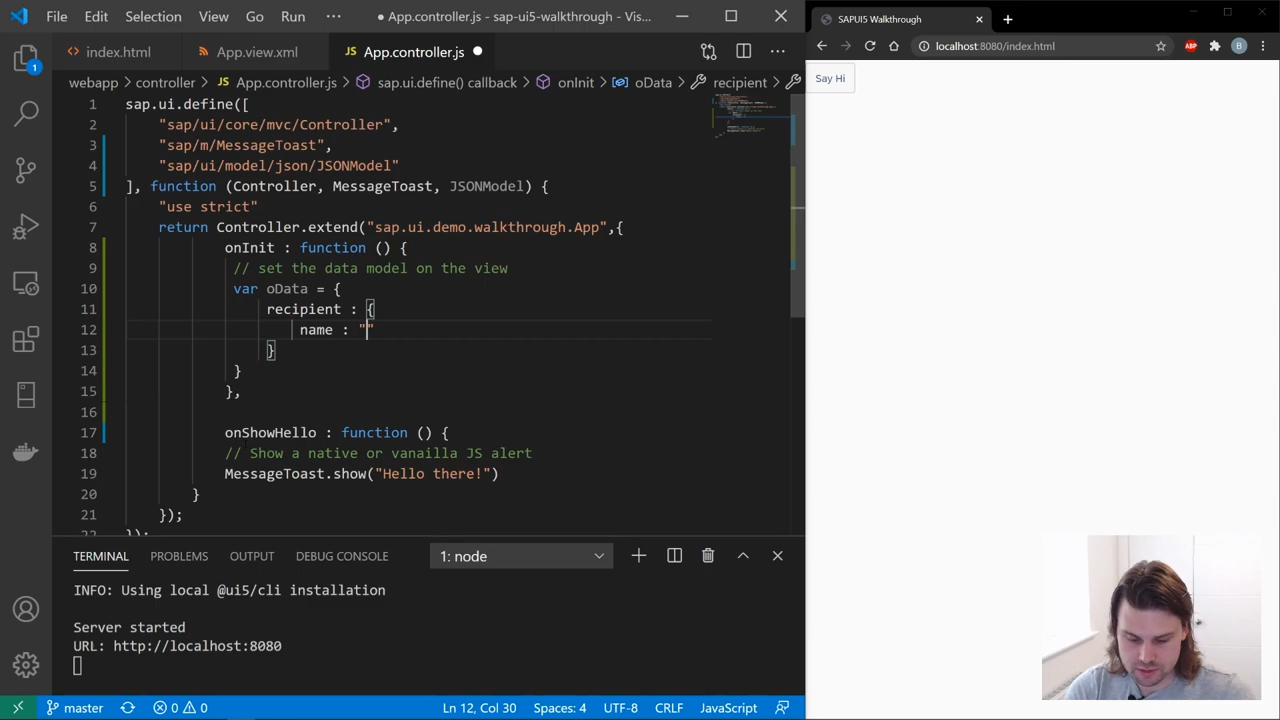 File Edit Selection View Go Run ··· ● App.controller.js - sap-ui5-walkthrough - Vis...
index.html App.view.xml JS App.controller.js
webapp > controller > JS App.controller.js > sap.ui.define() callback > onInit > oData > recipient >
1 sap.ui.define([
2 "sap/ui/core/mvc/Controller",
3 "sap/m/MessageToast",
4 "sap/ui/model/json/JSONModel"
5 ], function (Controller, MessageToast, JSONModel) {
6 "use strict"
7 return Controller.extend("sap.ui.demo.walkthrough.App",{
8 onInit : function () {
9 // set the data model on the view
10 var oData = {
11 recipient : {
12 name : ""
13 }
14 }
15 },
16
17 onShowHello : function () {
18 // Show a native or vanailla JS alert
19 MessageToast.show("Hello there!")
20 }
21 });
22 });
1
TERMINAL PROBLEMS OUTPUT DEBUG CONSOLE 1: node
INFO: Using local @ui5/cli installation
Server started
URL: http://localhost:8080
master 0 0 Ln 12, Col 30 Spaces: 4 UTF-8 CRLF JavaScript
SAPUI5 Walkthrough
localhost:8080/index.html ABP B
Say Hi